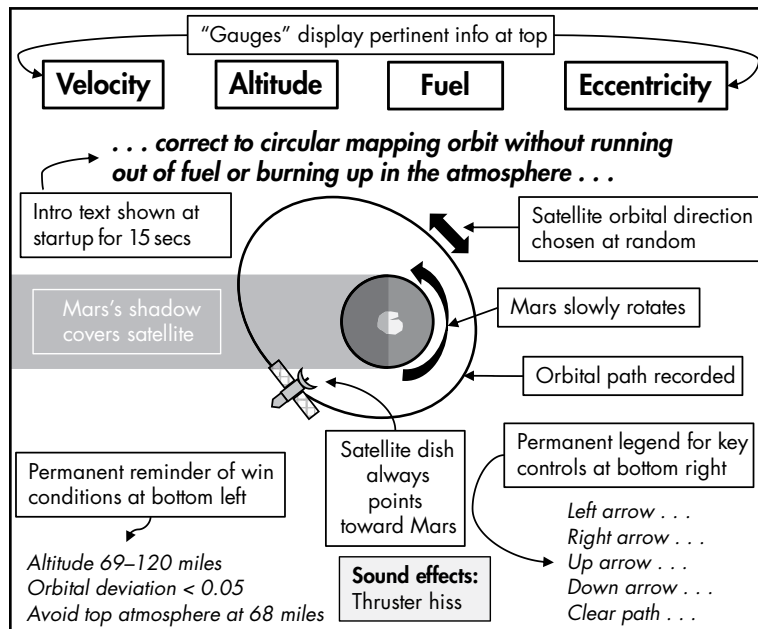 “Gauges” display pertinent info at top
Velocity
Altitude
Fuel
Eccentricity
. . . correct to circular mapping orbit without running
out of fuel or burning up in the atmosphere . . .
Intro text shown at
startup for 15 secs
Satellite orbital direction
chosen at random
Mars’s shadow
covers satellite
Mars slowly rotates
Orbital path recorded
Permanent reminder of win
conditions at bottom left
Satellite dish
always
points
toward Mars
Permanent legend for key
controls at bottom right
Altitude 69–120 miles
Orbital deviation < 0.05
Avoid top atmosphere at 68 miles
Sound effects:
Thruster hiss
Left arrow . . .
Right arrow . . .
Up arrow . . .
Down arrow . . .
Clear path . . .